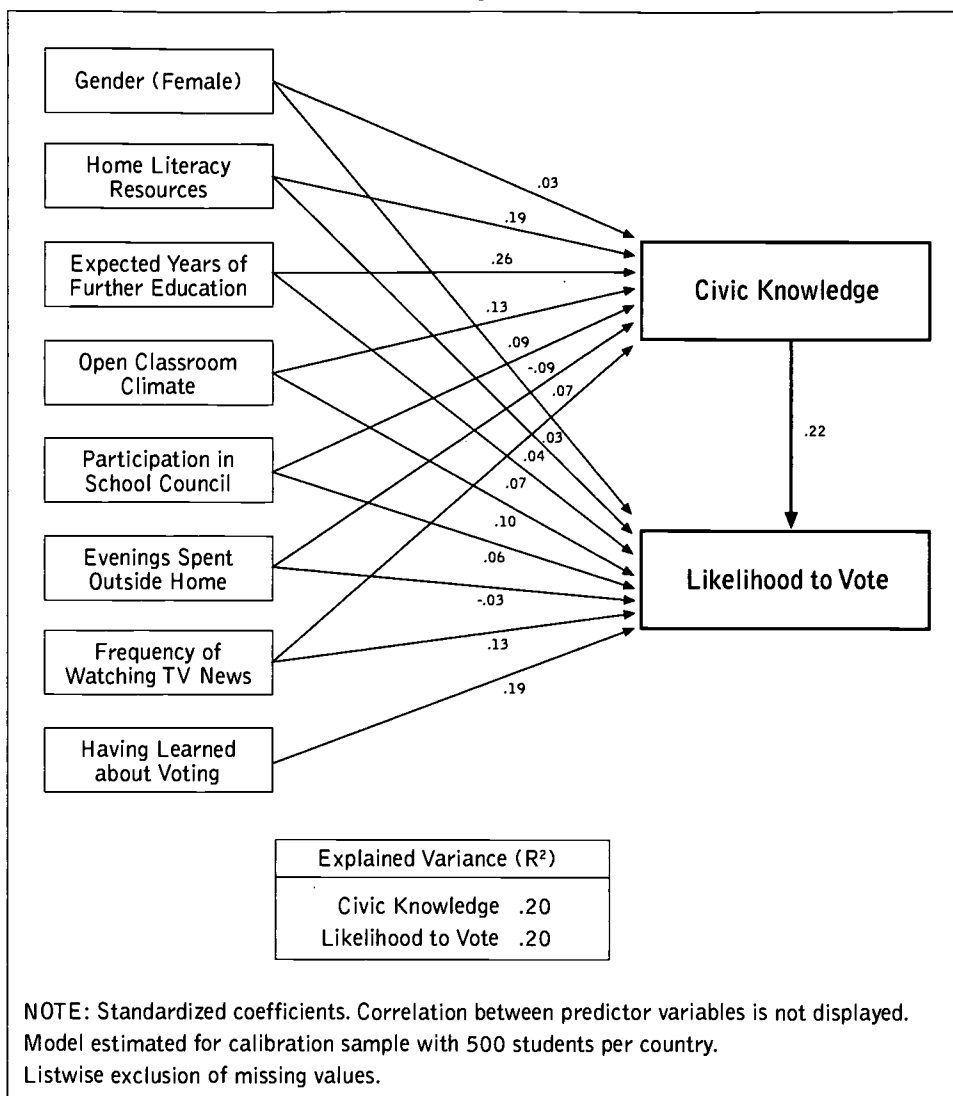 Gender (Female)
Home Literacy
Resources
Expected Years of
Further Education
Open Classroom
Climate
Participation in
School Council
Evenings Spent
Outside Home
Frequency of
Watching TV News
Having Learned
about Voting
.03
.19
.26
.13
.09
-.09
.07
.03
.04
.07
.10
.06
-.03
.13
.19
Civic Knowledge
.22
Likelihood to Vote
Explained Variance (R²)
Civic Knowledge .20
Likelihood to Vote .20
NOTE: Standardized coefficients. Correlation between predictor variables is not displayed.
Model estimated for calibration sample with 500 students per country.
Listwise exclusion of missing values.